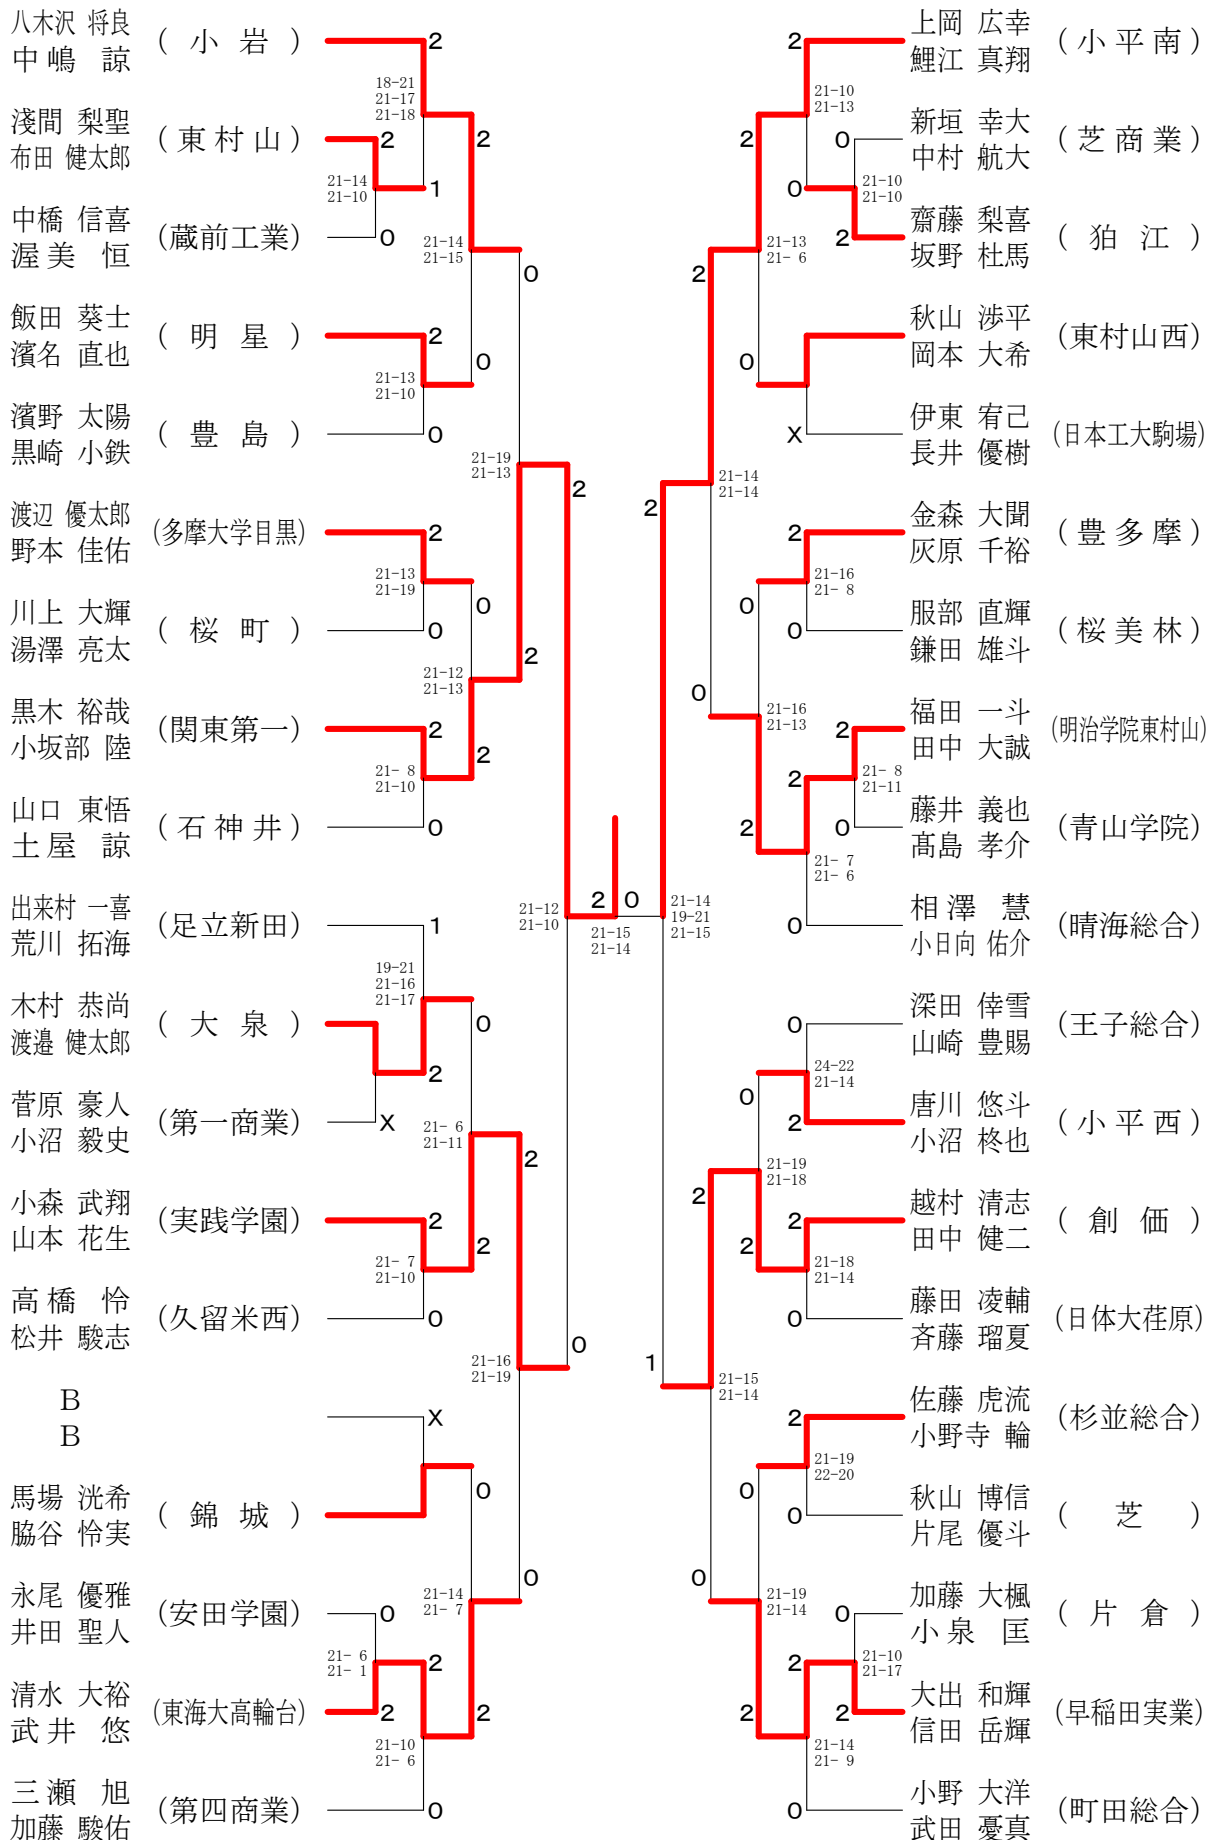 八木沢 将良
中嶋 諒
(小岩)
2
18-21
21-17
21-18
淺間 梨聖
布田 健太郎
(東村山)
2
2
21-14
21-10
1
中橋 信喜
渥美 恒
(蔵前工業)
0
21-14
21-15
0
飯田 葵士
濱名 直也
(明星)
2
0
21-13
21-10
濱野 太陽
黒崎 小鉄
(豊島)
0
21-19
21-13
2
渡辺 優太郎
野本 佳佑
(多摩大学目黒)
2
21-13
21-19
0
川上 大輝
湯澤 亮太
(桜町)
0
2
21-12
21-13
黒木 裕哉
小坂部 陸
(関東第一)
2
2
21- 8
21-10
山口 東悟
土屋 諒
(石神井)
0
出来村 一喜
荒川 拓海
(足立新田)
1
21-12
21-10
2
0
21-15
21-14
19-21
21-16
21-17
木村 恭尚
渡邉 健太郎
(大泉)
0
2
菅原 豪人
小沼 毅史
(第一商業)
X
21- 6
21-11
2
小森 武翔
山本 花生
(実践学園)
2
2
21- 7
21-10
高橋 怜
松井 駿志
(久留米西)
0
0
21-16
21-19
B
B
X
馬場 洸希
脇谷 怜実
(錦城)
0
永尾 優雅
井田 聖人
(安田学園)
0
21-14
21- 7
0
21- 6
21- 1
2
清水 大裕
武井 悠
(東海大高輪台)
2
2
21-10
21- 6
三瀬 旭
加藤 駿佑
(第四商業)
0
2
上岡 広幸
鯉江 真翔
(小平南)
21-10
21-13
2
0
新垣 幸大
中村 航大
(芝商業)
0
21-10
21-10
2
齋藤 梨喜
坂野 杜馬
(狛江)
21-13
21- 6
2
秋山 渉平
岡本 大希
(東村山西)
0
X
伊東 宥己
長井 優樹
(日本工大駒場)
21-14
21-14
2
2
金森 大聞
灰原 千裕
(豊多摩)
21-16
21- 8
0
0
服部 直輝
鎌田 雄斗
(桜美林)
0
21-16
21-13
2
福田 一斗
田中 大誠
(明治学院東村山)
2
21- 8
21-11
2
0
藤井 義也
髙島 孝介
(青山学院)
21- 7
21- 6
21-14
19-21
21-15
0
相澤 慧
小日向 佑介
(晴海総合)
0
深田 倖雪
山崎 豊賜
(王子総合)
24-22
21-14
0
2
唐川 悠斗
小沼 柊也
(小平西)
21-19
21-18
2
2
越村 清志
田中 健二
(創価)
2
21-18
21-14
0
藤田 凌輔
斉藤 瑠夏
(日体大荏原)
1
21-15
21-14
2
佐藤 虎流
小野寺 輪
(杉並総合)
21-19
22-20
0
0
秋山 博信
片尾 優斗
(芝)
0
21-19
21-14
0
加藤 大楓
小泉 匡
(片倉)
2
21-10
21-17
2
2
大出 和輝
信田 岳輝
(早稲田実業)
21-14
21- 9
0
小野 大洋
武田 憂真
(町田総合)